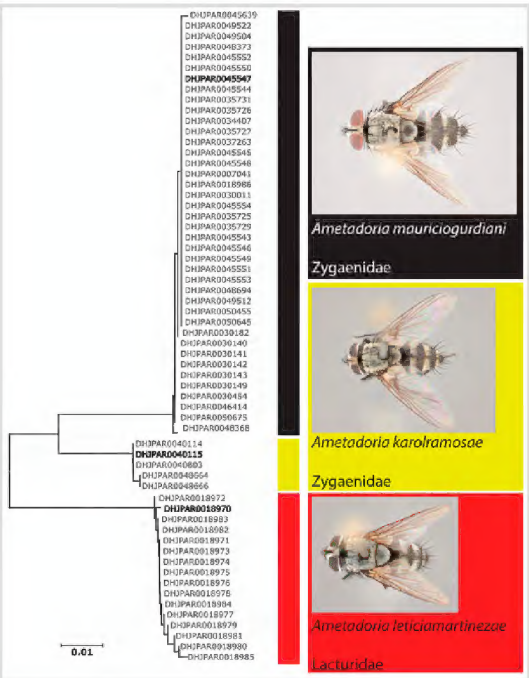 DHJPAR0045639
DHJPAR0049522
DHJPAR0049504
DHJPAR0048373
DHJPAR0045552
DHJPAR0045550
DHJPAR0045547
DHJPAR0045544
DHJPAR0035731
DHJPAR0035726
DHJPAR0034407
DHJPAR0035727
DHJPAR0037263
DHJPAR0045545
DHJPAR0045548
DHJPAR0007041
DHJPAR0018986
DHJPAR0030011
DHJPAR0045554
DHJPAR0035725
DHJPAR0035729
DHJPAR0045543
DHJPAR0045546
DHJPAR0045549
DHJPAR0045551
DHJPAR0045553
DHJPAR0048694
DHJPAR0049512
DHJPAR0050455
DHJPAR0050645
DHJPAR0030182
DHJPAR0030140
DHJPAR0030141
DHJPAR0030142
DHJPAR0030143
DHJPAR0030149
DHJPAR0030454
DHJPAR0046414
DHJPAR0050675
DHJPAR0048368
DHJPAR0040114
DHJPAR0040115
DHJPAR0040803
DHJPAR0048664
DHJPAR0048666
DHJPAR0018972
DHJPAR0018970
DHJPAR0018983
DHJPAR0018982
DHJPAR0018971
DHJPAR0018973
DHJPAR0018974
DHJPAR0018975
DHJPAR0018976
DHJPAR0018978
DHJPAR0018984
DHJPAR0018977
DHJPAR0018979
DHJPAR0018981
DHJPAR0018980
DHJPAR0018985
0.01
Ametadoria mauriciogurdiani
Zygaenidae
Ametadoria karolramosae
Zygaenidae
Ametadoria leticiamartinezae
Lacturidae